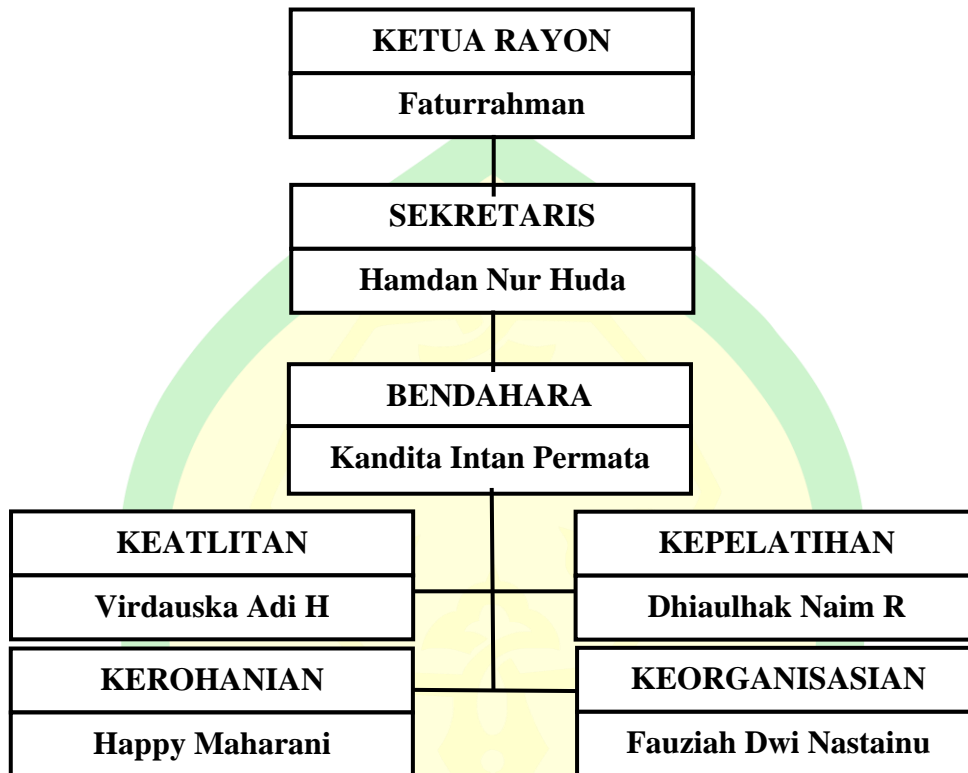 KETUA RAYON
Faturrahman
SEKRETARIS
Hamdan Nur Huda
BENDAHARA
Kandita Intan Permata
KEATLITAN
Virdauska Adi H
KEPELATIHAN
Dhiaulhak Naim R
KEROHANIAN
Happy Maharani
KEORGANISASIAN
Fauziah Dwi Nastainu